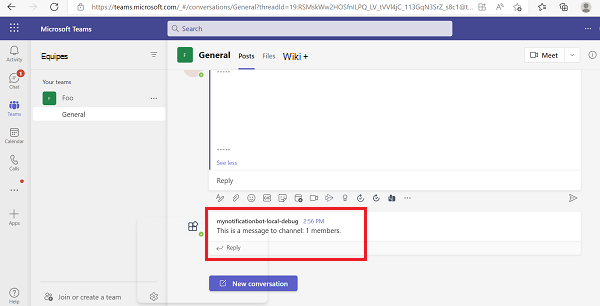 https://teams.microsoft.com/_#/conversations/General?threadId=19:RSMskWw2HOSfnILPQ_LV_tVVl4jC_113GqN3SrZ_s8c1@t...
Microsoft Teams
Search
Activity
Chat
1
Teams
Calendar
Calls
...
Apps
Help
Equipes
Your teams
F
Foo
...
General
Join or create a team
F
General
Posts
Files
Wiki +
Meet
-----
-----
See less
Reply
...
mynotificationbot-local-debug 2:56 PM
This is a message to channel: 1 members.
Reply
New conversation